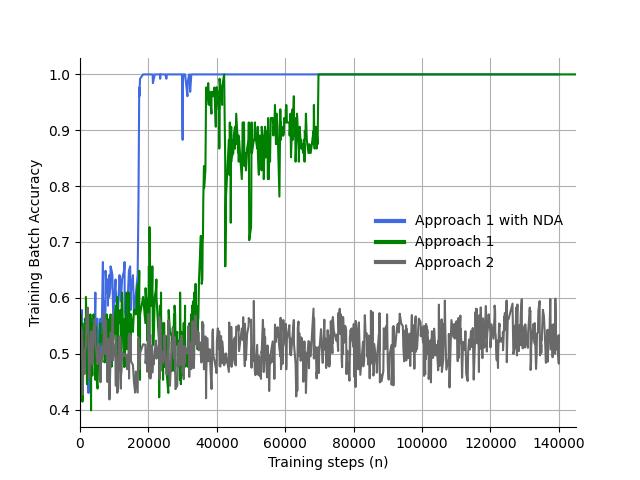 1.0
0.9
0.8
0.7
0.6
0.5
0.4
Training Batch Accuracy
Approach 1 with NDA
Approach 1
Approach 2
0 20000 40000 60000 80000 100000 120000 140000
Training steps (n)